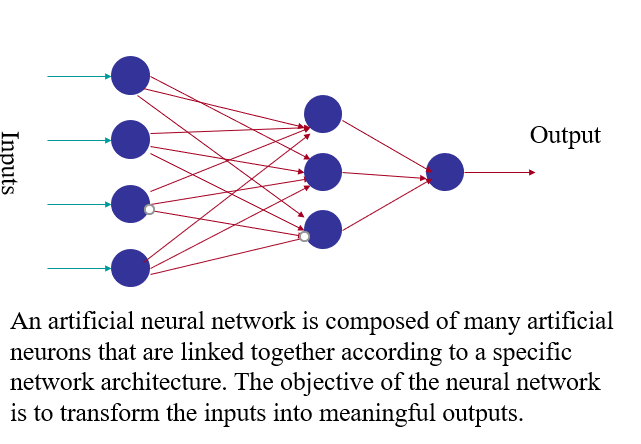 Inputs
Output
An artificial neural network is composed of many artificial
neurons that are linked together according to a specific
network architecture. The objective of the neural network
is to transform the inputs into meaningful outputs.